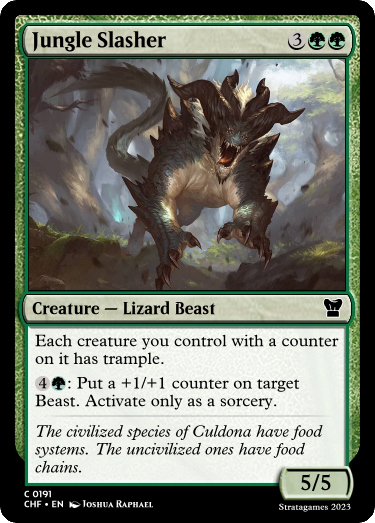 Jungle Slasher 3
Creature — Lizard Beast
Each creature you control with a counter
on it has trample.
4: Put a +1/+1 counter on target
Beast. Activate only as a sorcery.
The civilized species of Culdona have food
systems. The uncivilized ones have food
chains.
5/5
C 0191
CHF • EN Joshua Raphael
Stratagames 2023